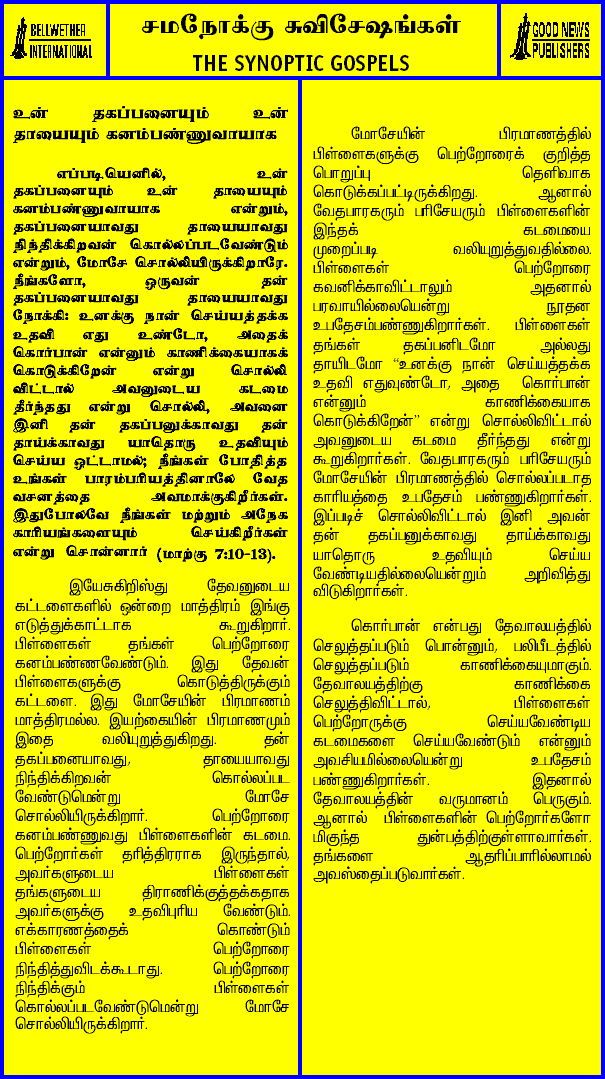 BELLWETHER
INTERNATIONAL
சமநோக்கு சுவிசேஷங்கள்
THE SYNOPTIC GOSPELS
GOOD NEWS
PUBLISHERS
உன் தகப்பனையும் உன்
தாயையும் கனம்பண்ணுவாயாக
எப்படியெனில், உன்
தகப்பனையும் உன் தாயையும்
கனம்பண்ணுவாயாக என்றும்,
தகப்பனையாவது தாயையாவது
நிந்திக்கிறவன் கொல்லப்படவேண்டும்
என்றும், மோசே சொல்லியிருக்கிறாரே.
நீங்களோ, ஒருவன் தன்
தகப்பனையாவது தாயையாவது
நோக்கி: உனக்கு நான் செய்யத்தக்க
உதவி எது உண்டோ, அதைக்
கொர்பான் என்னும் காணிக்கையாகக்
கொடுக்கிறேன் என்று சொல்லி
விட்டால் அவனுடைய கடமை
தீர்ந்தது என்று சொல்லி, அவனை
இனி தன் தகப்பனுக்காவது தன்
தாய்க்காவது யாதொரு உதவியும்
செய்ய ஒட்டாமல்; நீங்கள் போதித்த
உங்கள் பாரம்பரியத்தினாலே வேத
வசனத்தை அவமாக்குகிறீர்கள்.
இதுபோலவே நீங்கள் மற்றும் அநேக
காரியங்களையும் செய்கிறீர்கள்
என்று சொன்னார் (மாற்கு 7:10-13).
இயேசுகிறிஸ்து தேவனுடைய
கட்டளைகளில் ஒன்றை மாத்திரம் இங்கு
எடுத்துக்காட்டாக கூறுகிறார்.
பிள்ளைகள் தங்கள் பெற்றோரை
கனம்பண்ணவேண்டும். இது தேவன்
பிள்ளைகளுக்கு கொடுத்திருக்கும்
கட்டளை. இது மோசேயின் பிரமாணம்
மாத்திரமல்ல. இயற்கையின் பிரமாணமும்
இதை வலியுறுத்துகிறது. தன்
தகப்பனையாவது, தாயையாவது
நிந்திக்கிறவன் கொல்லப்பட
வேண்டுமென்று மோசே
சொல்லியிருக்கிறார். பெற்றோரை
கனம்பண்ணுவது பிள்ளைகளின் கடமை.
பெற்றோர்கள் தரித்திரராக இருந்தால்,
அவர்களுடைய பிள்ளைகள்
தங்களுடைய திராணிக்குத்தக்கதாக
அவர்களுக்கு உதவிபுரிய வேண்டும்.
எக்காரணத்தைக் கொண்டும்
பிள்ளைகள் பெற்றோரை
நிந்தித்துவிடக்கூடாது. பெற்றோரை
நிந்திக்கும் பிள்ளைகள்
கொல்லப்படவேண்டுமென்று மோசே
சொல்லியிருக்கிறார்.
மோசேயின் பிரமாணத்தில்
பிள்ளைகளுக்கு பெற்றோரைக் குறித்த
பொறுப்பு தெளிவாக
கொடுக்கப்பட்டிருக்கிறது. ஆனால்
வேதபாரகரும் பரிசேயரும் பிள்ளைகளின்
இந்தக் கடமையை
முறைப்படி வலியுறுத்துவதில்லை.
பிள்ளைகள் பெற்றோரை
கவனிக்காவிட்டாலும் அதனால்
பரவாயில்லையென்று நூதன
உபதேசம்பண்ணுகிறார்கள். பிள்ளைகள்
தங்கள் தகப்பனிடமோ அல்லது
தாயிடமோ “உனக்கு நான் செய்யத்தக்க
உதவி எதுவுண்டோ, அதை கொர்பான்
என்னும் காணிக்கையாக
கொடுக்கிறேன்” என்று சொல்லிவிட்டால்
அவனுடைய கடமை தீர்ந்தது என்று
கூறுகிறார்கள். வேதபாரகரும் பரிசேயரும்
மோசேயின் பிரமாணத்தில் சொல்லப்படாத
காரியத்தை உபதேசம் பண்ணுகிறார்கள்.
இப்படிச் சொல்லிவிட்டால் இனி அவன்
தன் தகப்பனுக்காவது தாய்க்காவது
யாதொரு உதவியும் செய்ய
வேண்டியதில்லையென்றும் அறிவித்து
விடுகிறார்கள்.
கொர்பான் என்பது தேவாலயத்தில்
செலுத்தப்படும் பொன்னும், பலிபீடத்தில்
செலுத்தப்படும் காணிக்கையுமாகும்.
தேவாலயத்திற்கு காணிக்கை
செலுத்திவிட்டால், பிள்ளைகள்
பெற்றோருக்கு செய்யவேண்டிய
கடமைகளை செய்யவேண்டும் என்னும்
அவசியமில்லையென்று உபதேசம்
பண்ணுகிறார்கள். இதனால்
தேவாலயத்தின் வருமானம் பெருகும்.
ஆனால் பிள்ளைகளின் பெற்றோர்களோ
மிகுந்த துன்பத்திற்குள்ளாவார்கள்.
தங்களை ஆதரிப்பாரில்லாமல்
அவஸ்தைப்படுவார்கள்.